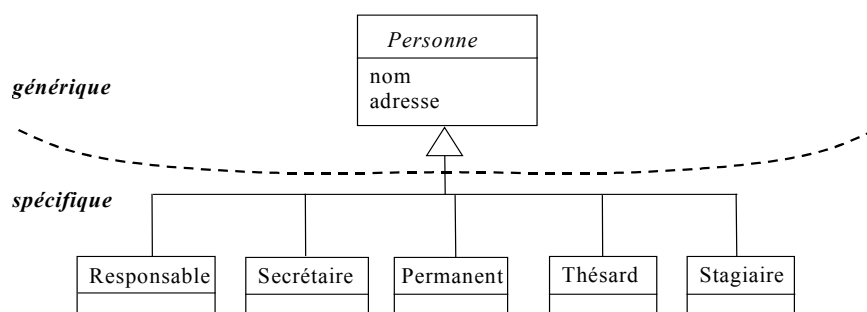 Personne
nom
adresse
générique
spécifique
Responsable
Secrétaire
Permanent
Thésard
Stagiaire